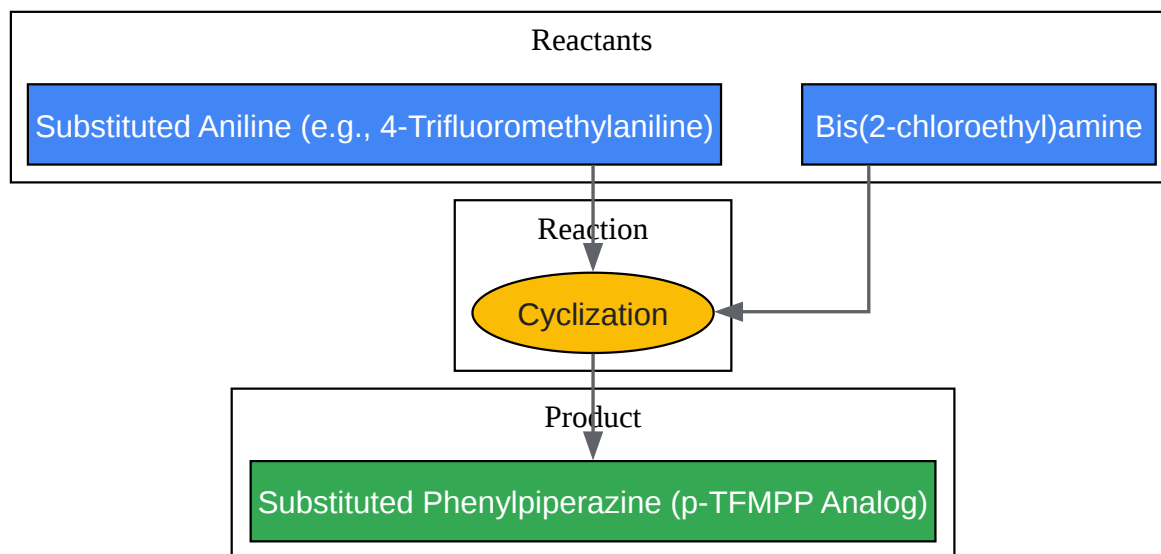 Reactants
Substituted Aniline (e.g., 4-Trifluoromethylaniline)
Bis(2-chloroethyl)amine
Reaction
Cyclization
Product
Substituted Phenylpiperazine (p-TFMPP Analog)